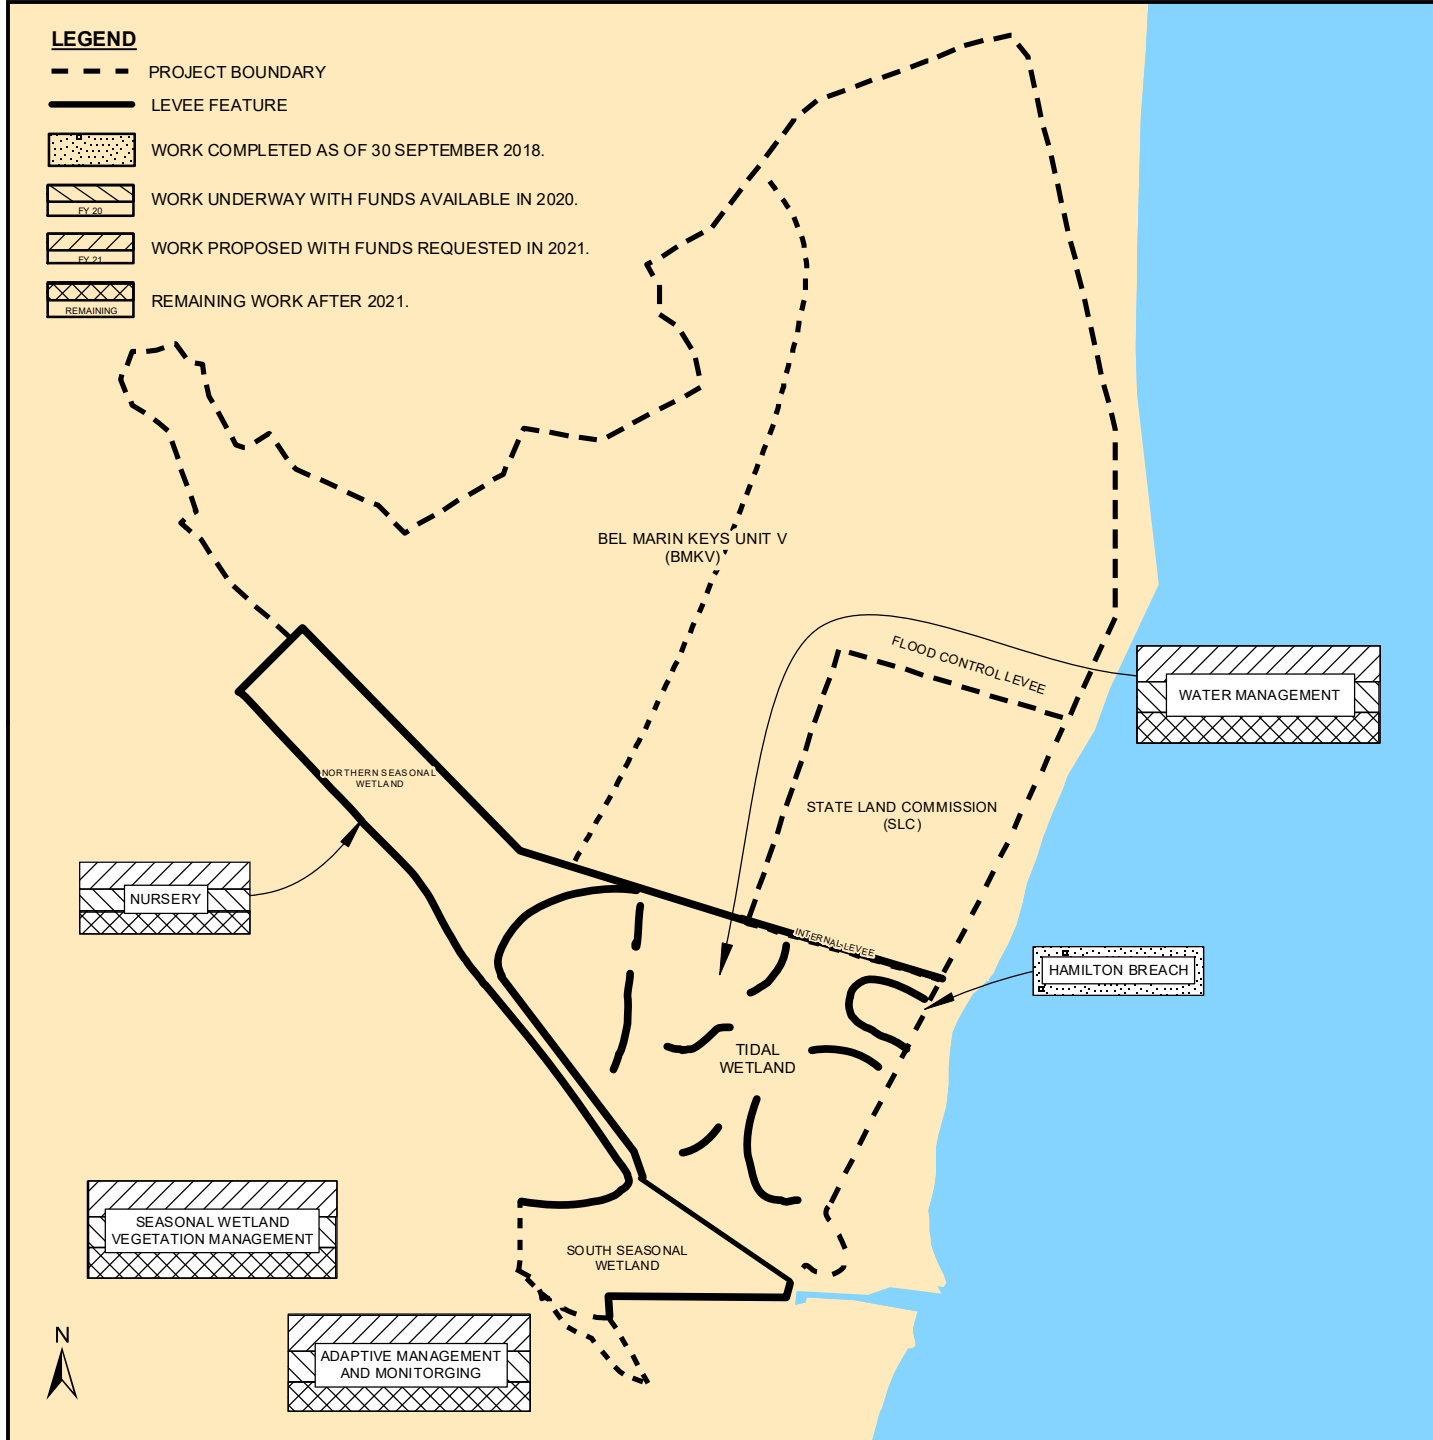 LEGEND
PROJECT BOUNDARY
LEVEE FEATURE
WORK COMPLETED AS OF 30 SEPTEMBER 2018.
WORK UNDERWAY WITH FUNDS AVAILABLE IN 2020.
FY 20
WORK PROPOSED WITH FUNDS REQUESTED IN 2021.
FY 21
REMAINING WORK AFTER 2021.
REMAINING
BEL MARIN KEYS UNIT V
(BMKV)
FLOOD CONTROL LEVEE
WATER MANAGEMENT
NORTHERN SEASONAL
WETLAND
STATE LAND COMMISSION
(SLC)
NURSERY
INTERNAL LEVEE
HAMILTON BREACH
TIDAL
WETLAND
SEASONAL WETLAND
VEGETATION MANAGEMENT
SOUTH SEASONAL
WETLAND
N
ADAPTIVE MANAGEMENT
AND MONITORGING